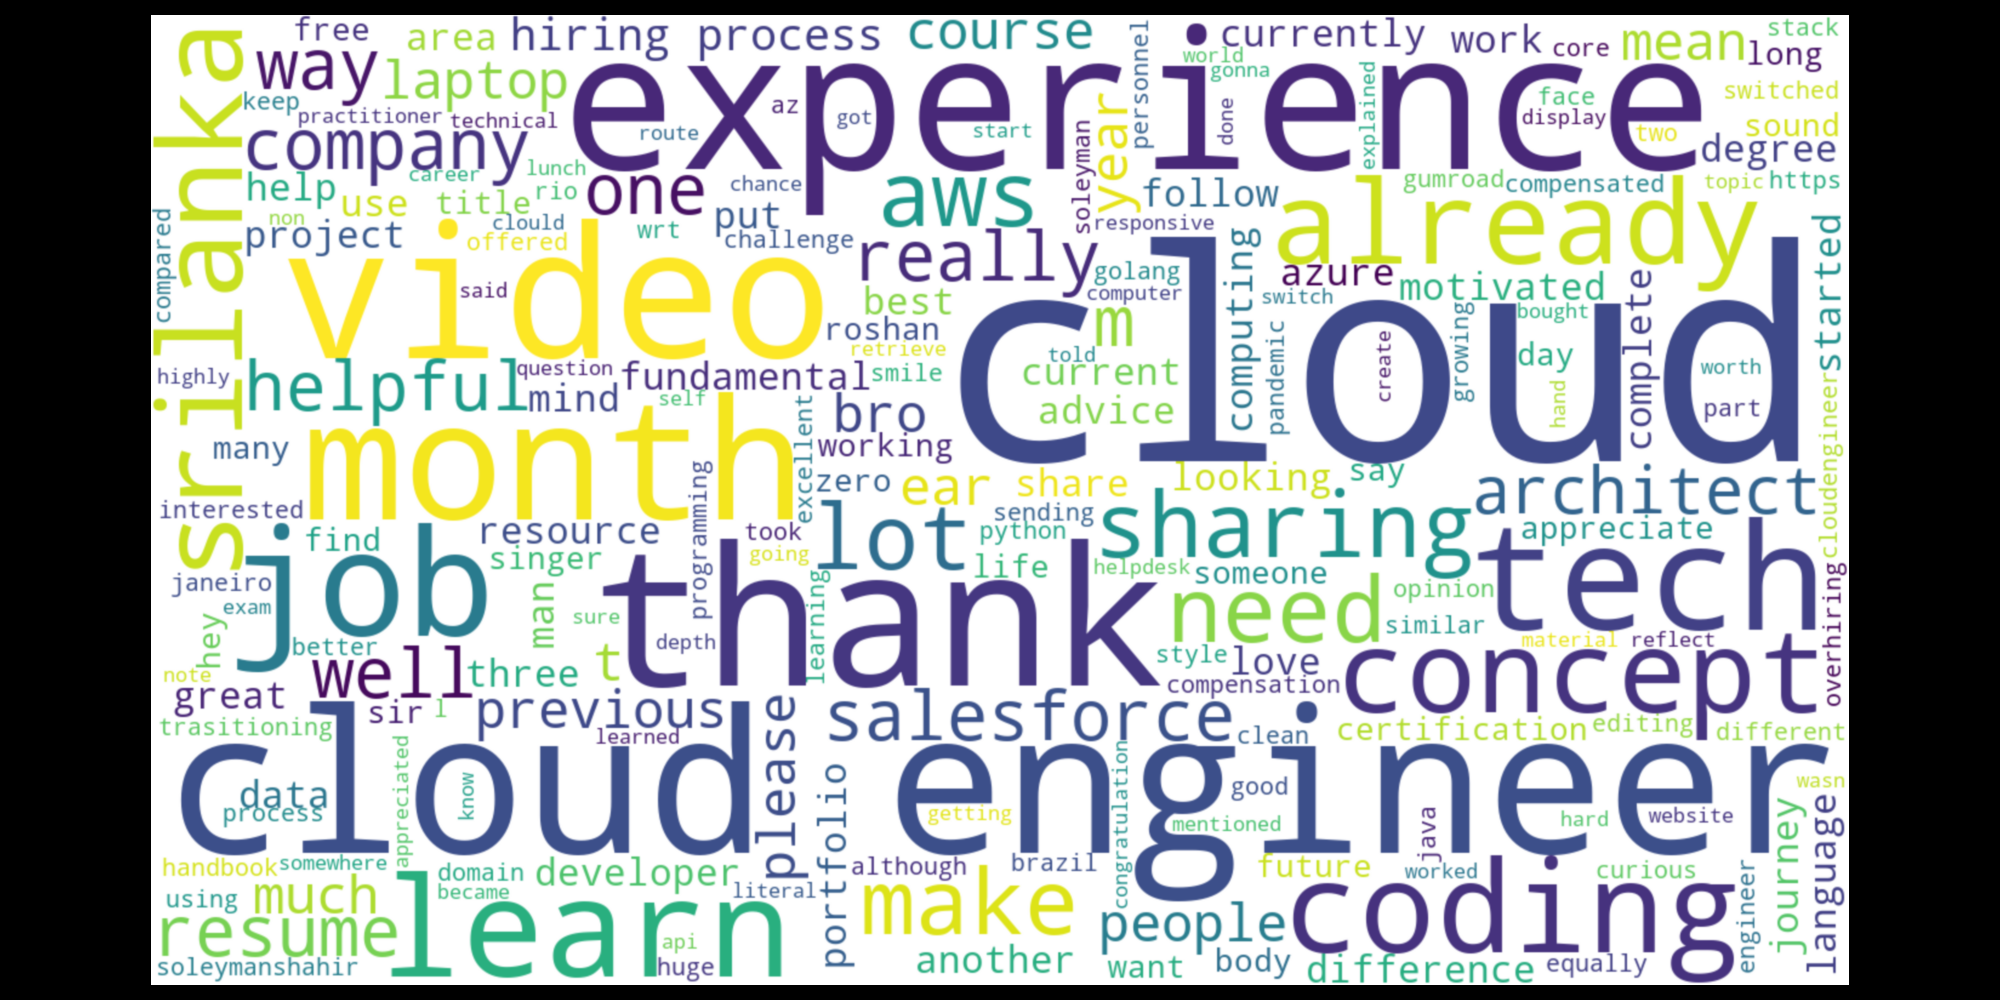 free area hiring process course personnel currently work core mean stack
way laptop experience world gonna long
srilanka
keep practitioner technical az got route start year done explained face display two switched sound
company career lunch rio one chance aws soleyman follow gumroad compensated degree topic https
help use title put responsive already
non clould wrt challenge really
project offered golang computing azure motivated complete started
compared video said best computer switch bought
roshan m cloud
retrieve told pandemic growing create day hand worth
highly helpful question fundamental smile current part
mind self bro advice
many month excellent working cloudengineer
zero ear share looking say architect
interested programming lot sending sharing appreciate
job find resource took python tech
singer going life helpdesk someone opinion overhiring
janeiro thank need
exam man sure learning similar
hey better depth style material reflect
note well three t love concept
great compensation
trasitioning sir l previous salesforce certification editing different
learned please clean
cloud engineer
appreciated know portfolio congratulation good wasn
data getting website
process mentioned java hard journey language
handbook somewhere domain developer although brazil future worked curious
using much became literal make engineer
resume learn people coding
api another body
soleymanshahir huge want difference equally